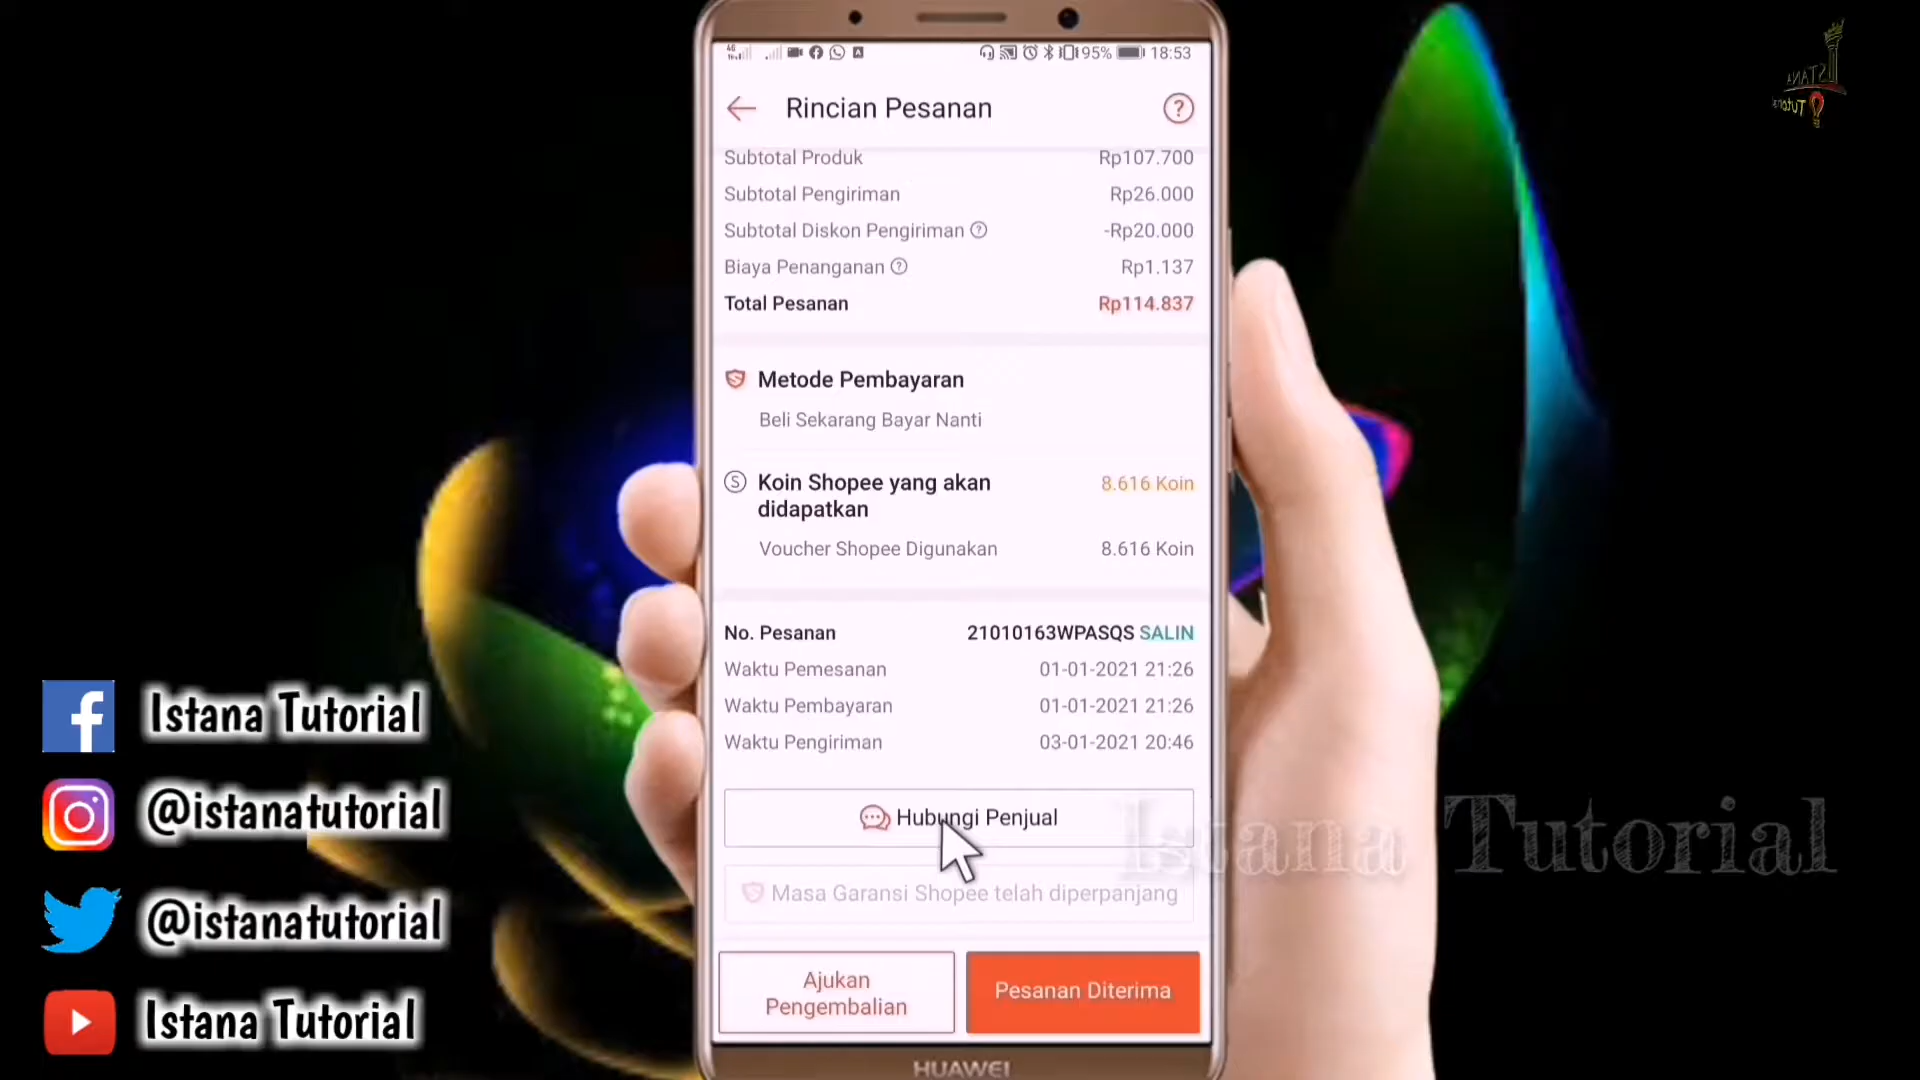 95% 18:53
Rincian Pesanan
Subtotal Produk Rp107.700
Subtotal Pengiriman Rp26.000
Subtotal Diskon Pengiriman -Rp20.000
Biaya Penanganan Rp1.137
Total Pesanan Rp114.837
Metode Pembayaran
Beli Sekarang Bayar Nanti
Koin Shopee yang akan 8.616 Koin
didapatkan
Voucher Shopee Digunakan 8.616 Koin
No. Pesanan 21010163WPASQS SALIN
Waktu Pemesanan 01-01-2021 21:26
Waktu Pembayaran 01-01-2021 21:26
Waktu Pengiriman 03-01-2021 20:46
Hubungi Penjual
Masa Garansi Shopee telah diperpanjang
Ajukan
Pengembalian
Pesanan Diterima
HUAWEI
Istana Tutorial
@istanatutorial
@istanatutorial
Istana Tutorial
Istana Tutorial
ISTANA
Tutorial